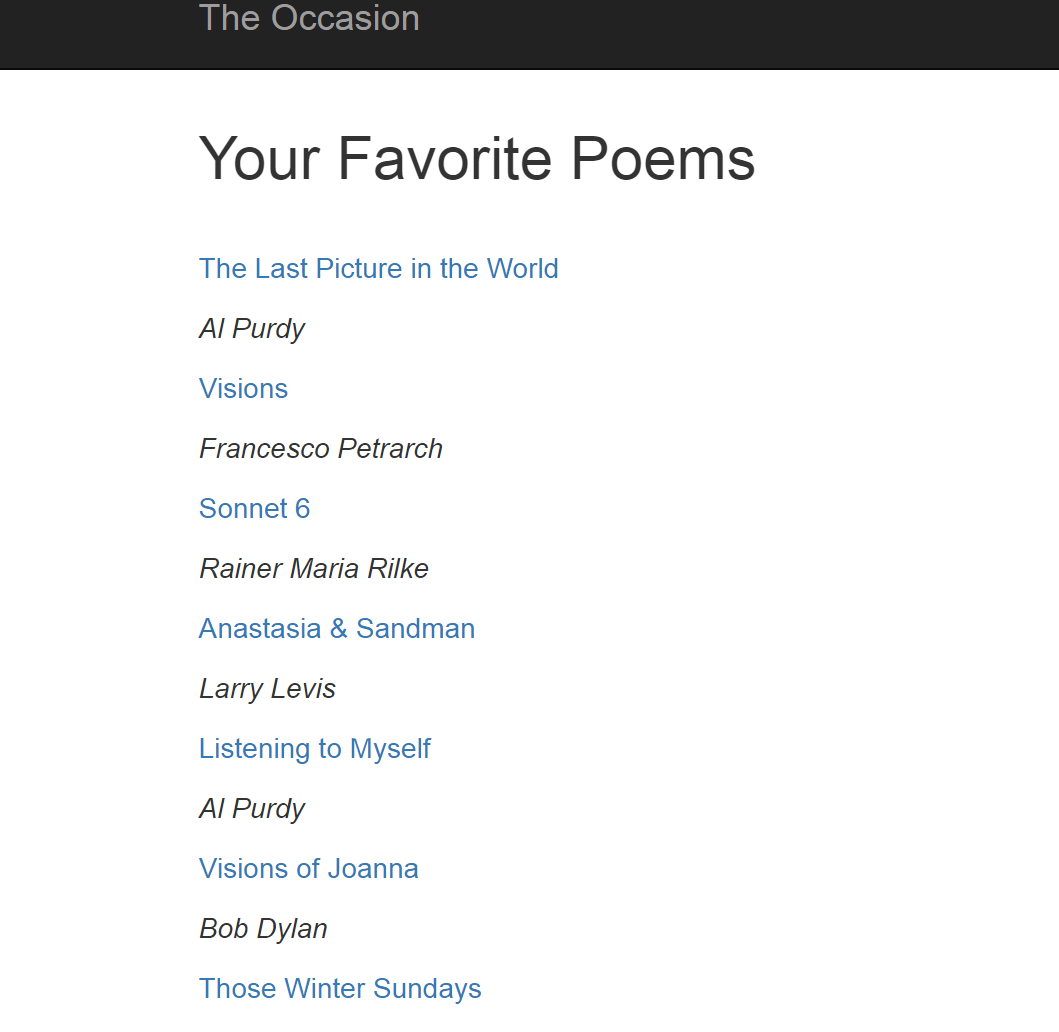 The Occasion
Your Favorite Poems
The Last Picture in the World
Al Purdy
Visions
Francesco Petrarch
Sonnet 6
Rainer Maria Rilke
Anastasia & Sandman
Larry Levis
Listening to Myself
Al Purdy
Visions of Joanna
Bob Dylan
Those Winter Sundays